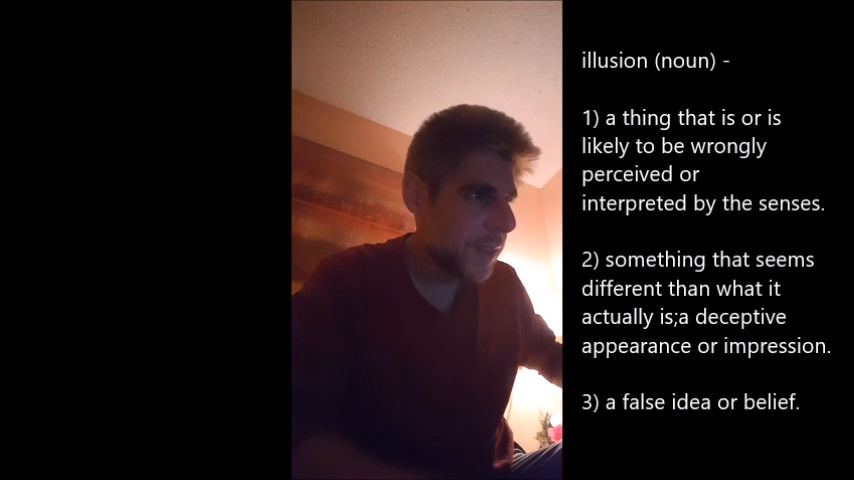 illusion (noun) -
1) a thing that is or is
likely to be wrongly
perceived or
interpreted by the senses.
2) something that seems
different than what it
actually is;a deceptive
appearance or impression.
3) a false idea or belief.